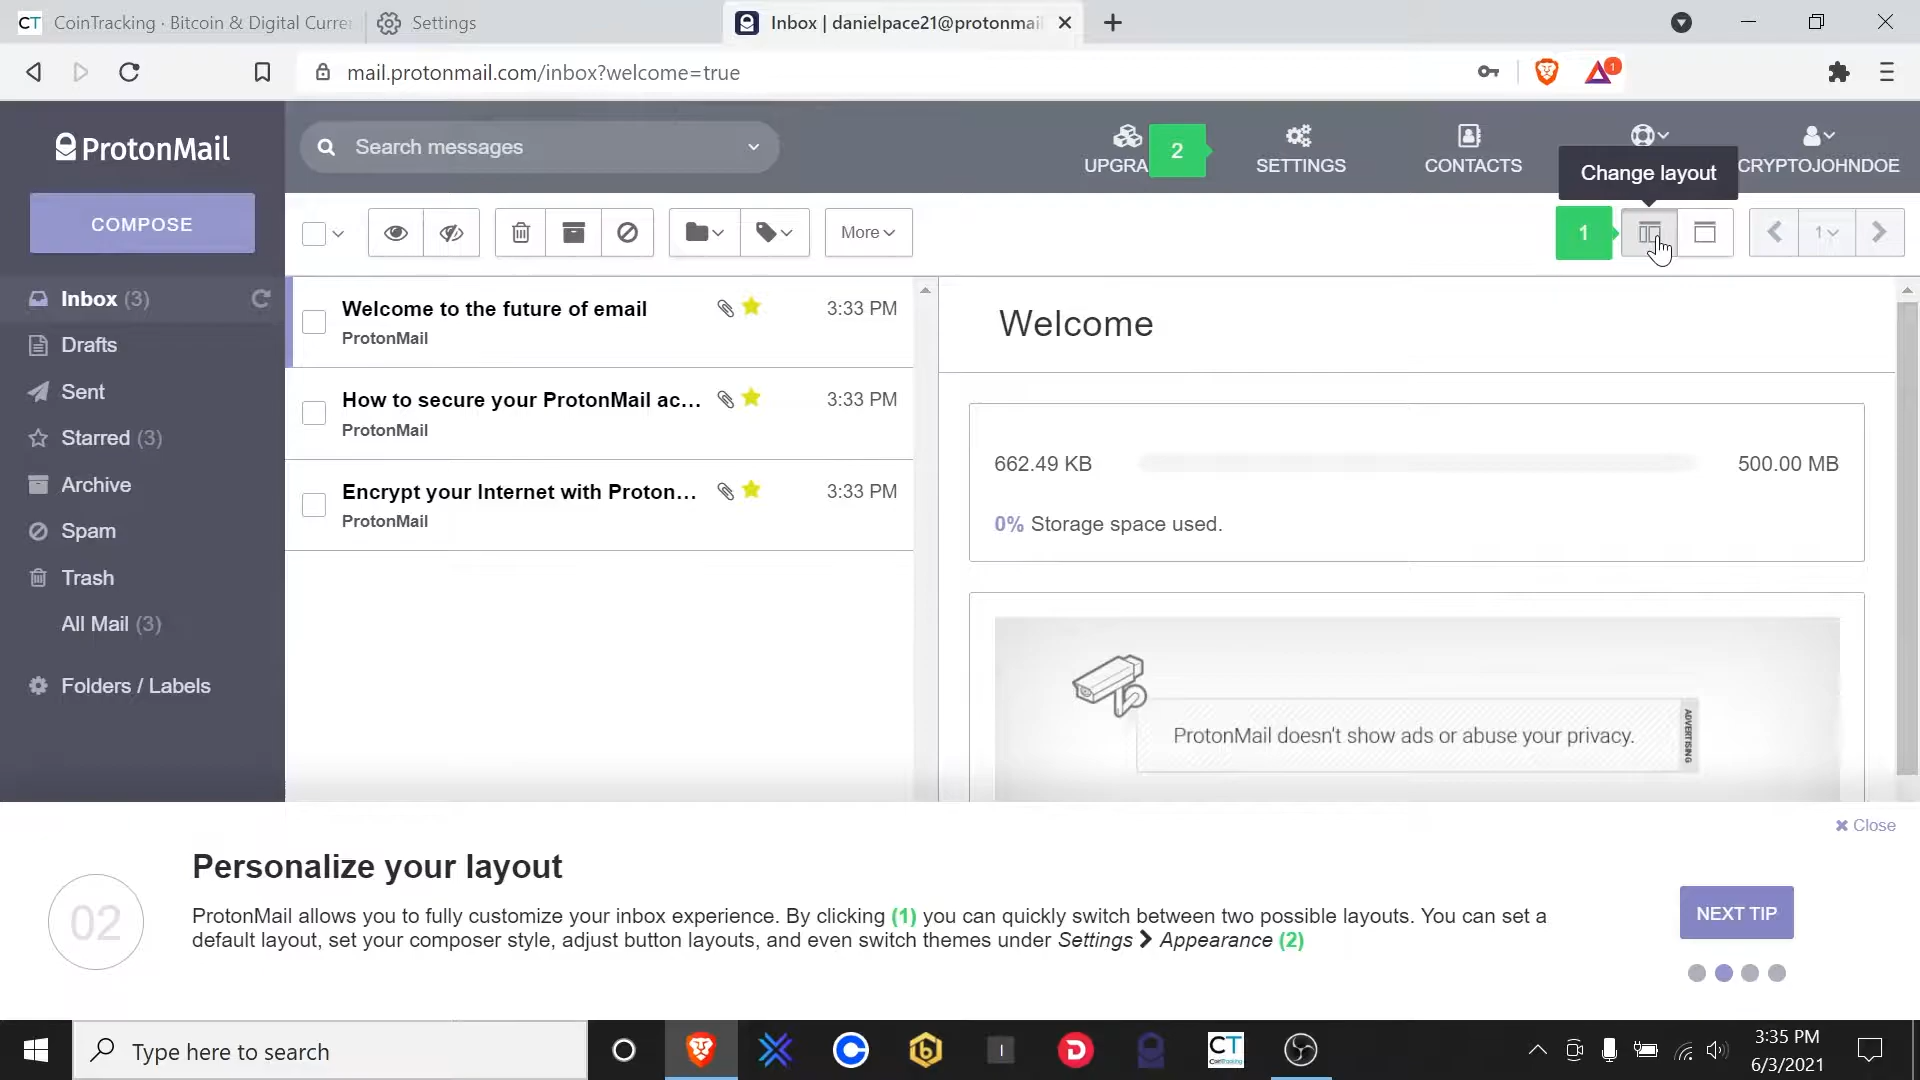 CT CoinTracking · Bitcoin & Digital Curre
Settings
Inbox | danielpace21@protonmai
mail.protonmail.com/inbox?welcome=true
1
ProtonMail
Search messages
UPGRA
2
SETTINGS
CONTACTS
CRYPTOJOHNDOE
Change layout
COMPOSE
More
1
1
Inbox (3)
Drafts
Sent
Starred (3)
Archive
Spam
Trash
All Mail (3)
Folders / Labels
Welcome to the future of email
3:33 PM
ProtonMail
How to secure your ProtonMail ac...
3:33 PM
ProtonMail
Encrypt your Internet with Proton...
3:33 PM
ProtonMail
Welcome
662.49 KB
500.00 MB
0% Storage space used.
ProtonMail doesn't show ads or abuse your privacy.
ADVERTISING
Close
02
Personalize your layout
ProtonMail allows you to fully customize your inbox experience. By clicking (1) you can quickly switch between two possible layouts. You can set a
default layout, set your composer style, adjust button layouts, and even switch themes under Settings > Appearance (2)
NEXT TIP
Type here to search
CT
CoinTracking
3:35 PM
6/3/2021